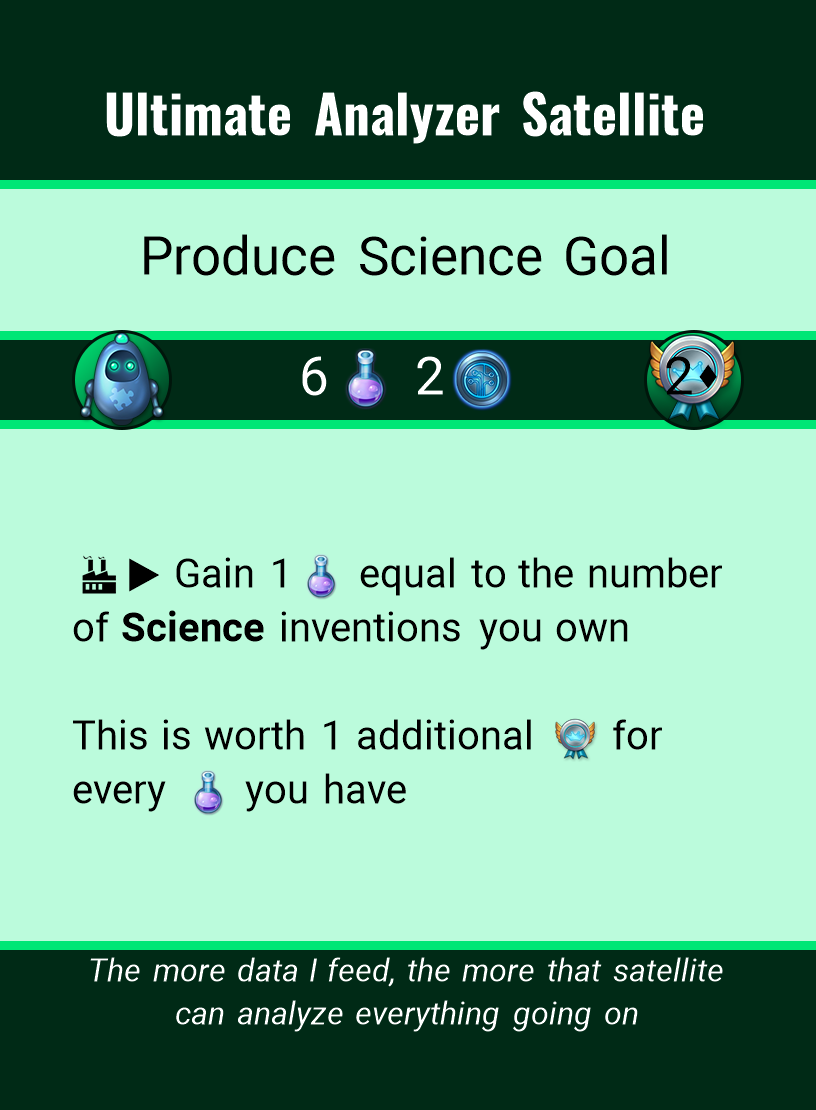 Ultimate Analyzer Satellite
Produce Science Goal
6 2 2♦
▶ Gain 1 equal to the number
of Science inventions you own
This is worth 1 additional for
every you have
The more data I feed, the more that satellite
can analyze everything going on